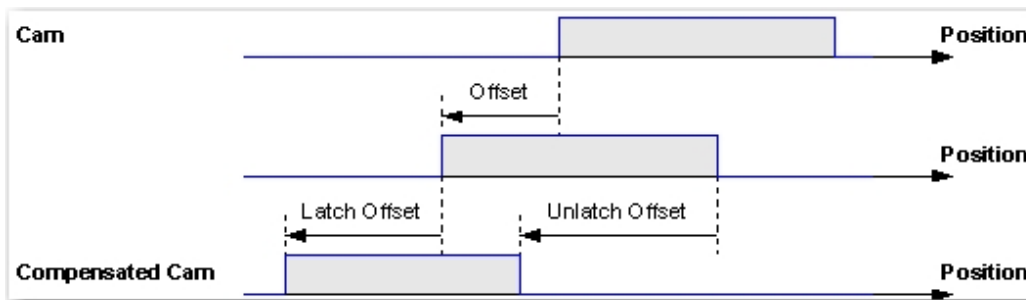 Cam Position
Offset
Position
Latch Offset Unlatch Offset
Compensated Cam Position